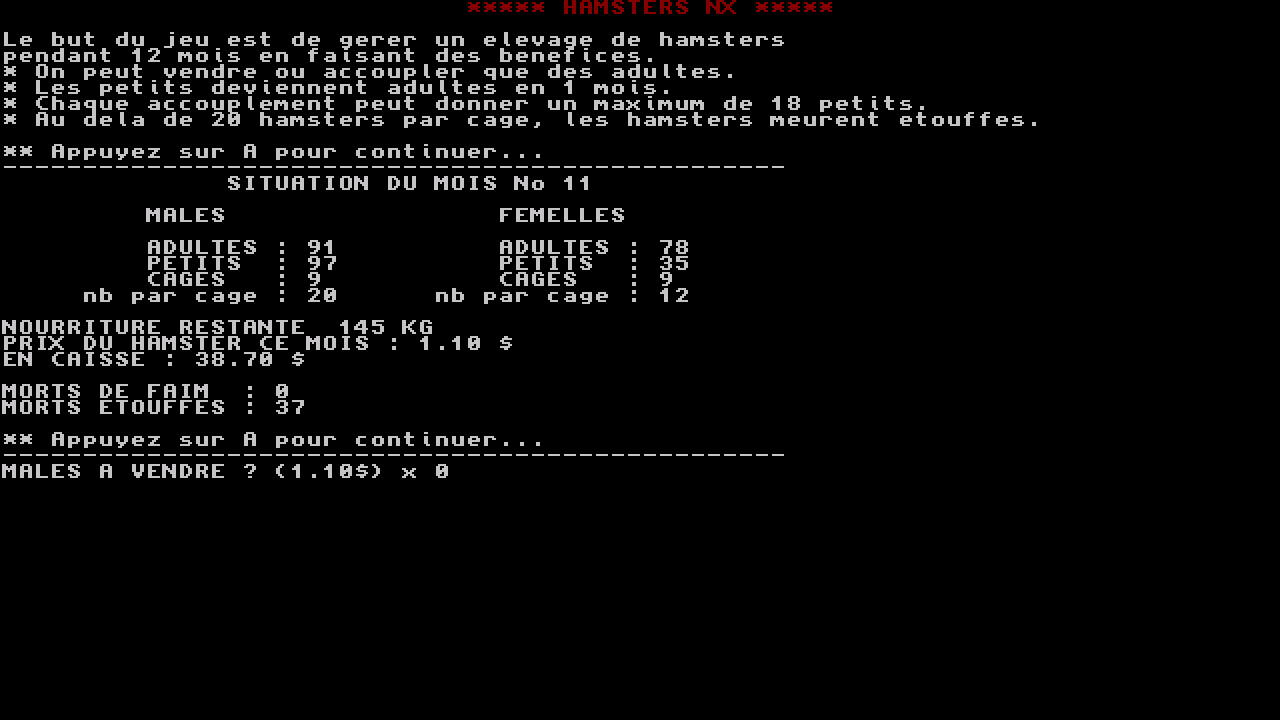 ***** HAMSTERS NX *****
Le but du jeu est de gerer un elevage de hamsters
pendant 12 mois en faisant des benefices.
* On peut vendre ou accoupler que des adultes.
* Les petits deviennent adultes en 1 mois.
* Chaque accouplement peut donner un maximum de 18 petits.
* Au dela de 20 hamsters par cage, les hamsters meurent etouffes.
** Appuyez sur A pour continuer...
-------------------------------------------------
SITUATION DU MOIS No 11
MALES FEMELLES
ADULTES : 91 ADULTES : 78
PETITS : 97 PETITS : 35
CAGES : 9 CAGES : 9
nb par cage : 20 nb par cage : 12
NOURRITURE RESTANTE 145 KG
PRIX DU HAMSTER CE MOIS : 1.10 $
EN CAISSE : 38.70 $
MORTS DE FAIM : 0
MORTS ETOUFFES : 37
** Appuyez sur A pour continuer...
-------------------------------------------------
MALES A VENDRE ? (1.10$) x 0